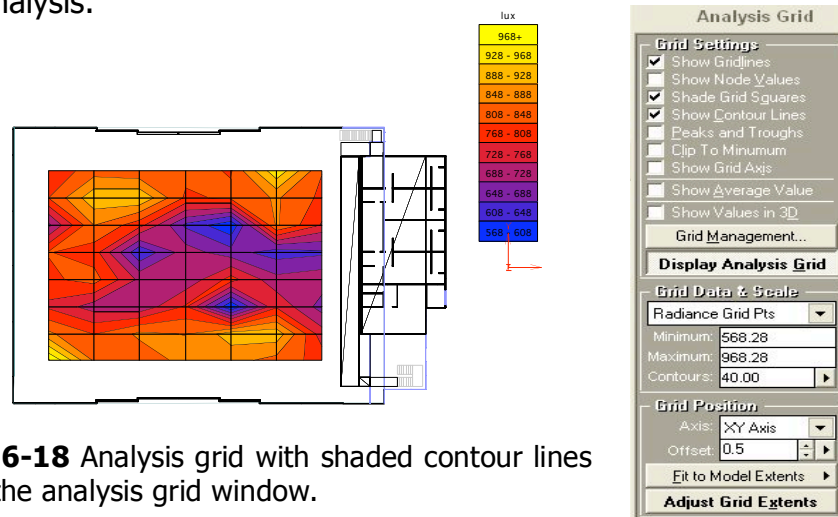 nalysis.
lux
968+
928 - 968
888 - 928
848 - 888
808 - 848
768 - 808
728 - 768
688 - 728
648 - 688
608 - 648
568 - 608
6-18 Analysis grid with shaded contour lines
the analysis grid window.
Analysis Grid
Grid Settings
Show Gridlines
Show Node Values
Shade Grid Squares
Show Contour Lines
Peaks and Troughs
Clip To Minumum
Show Grid Axis
Show Average Value
Show Values in 3D
Grid Management...
Display Analysis Grid
Grid Data & Scale
Radiance Grid Pts
Minimum: 568.28
Maximum: 968.28
Contours: 40.00
Grid Position
Axis: XY Axis
Offset: 0.5
Fit to Model Extents
Adjust Grid Extents